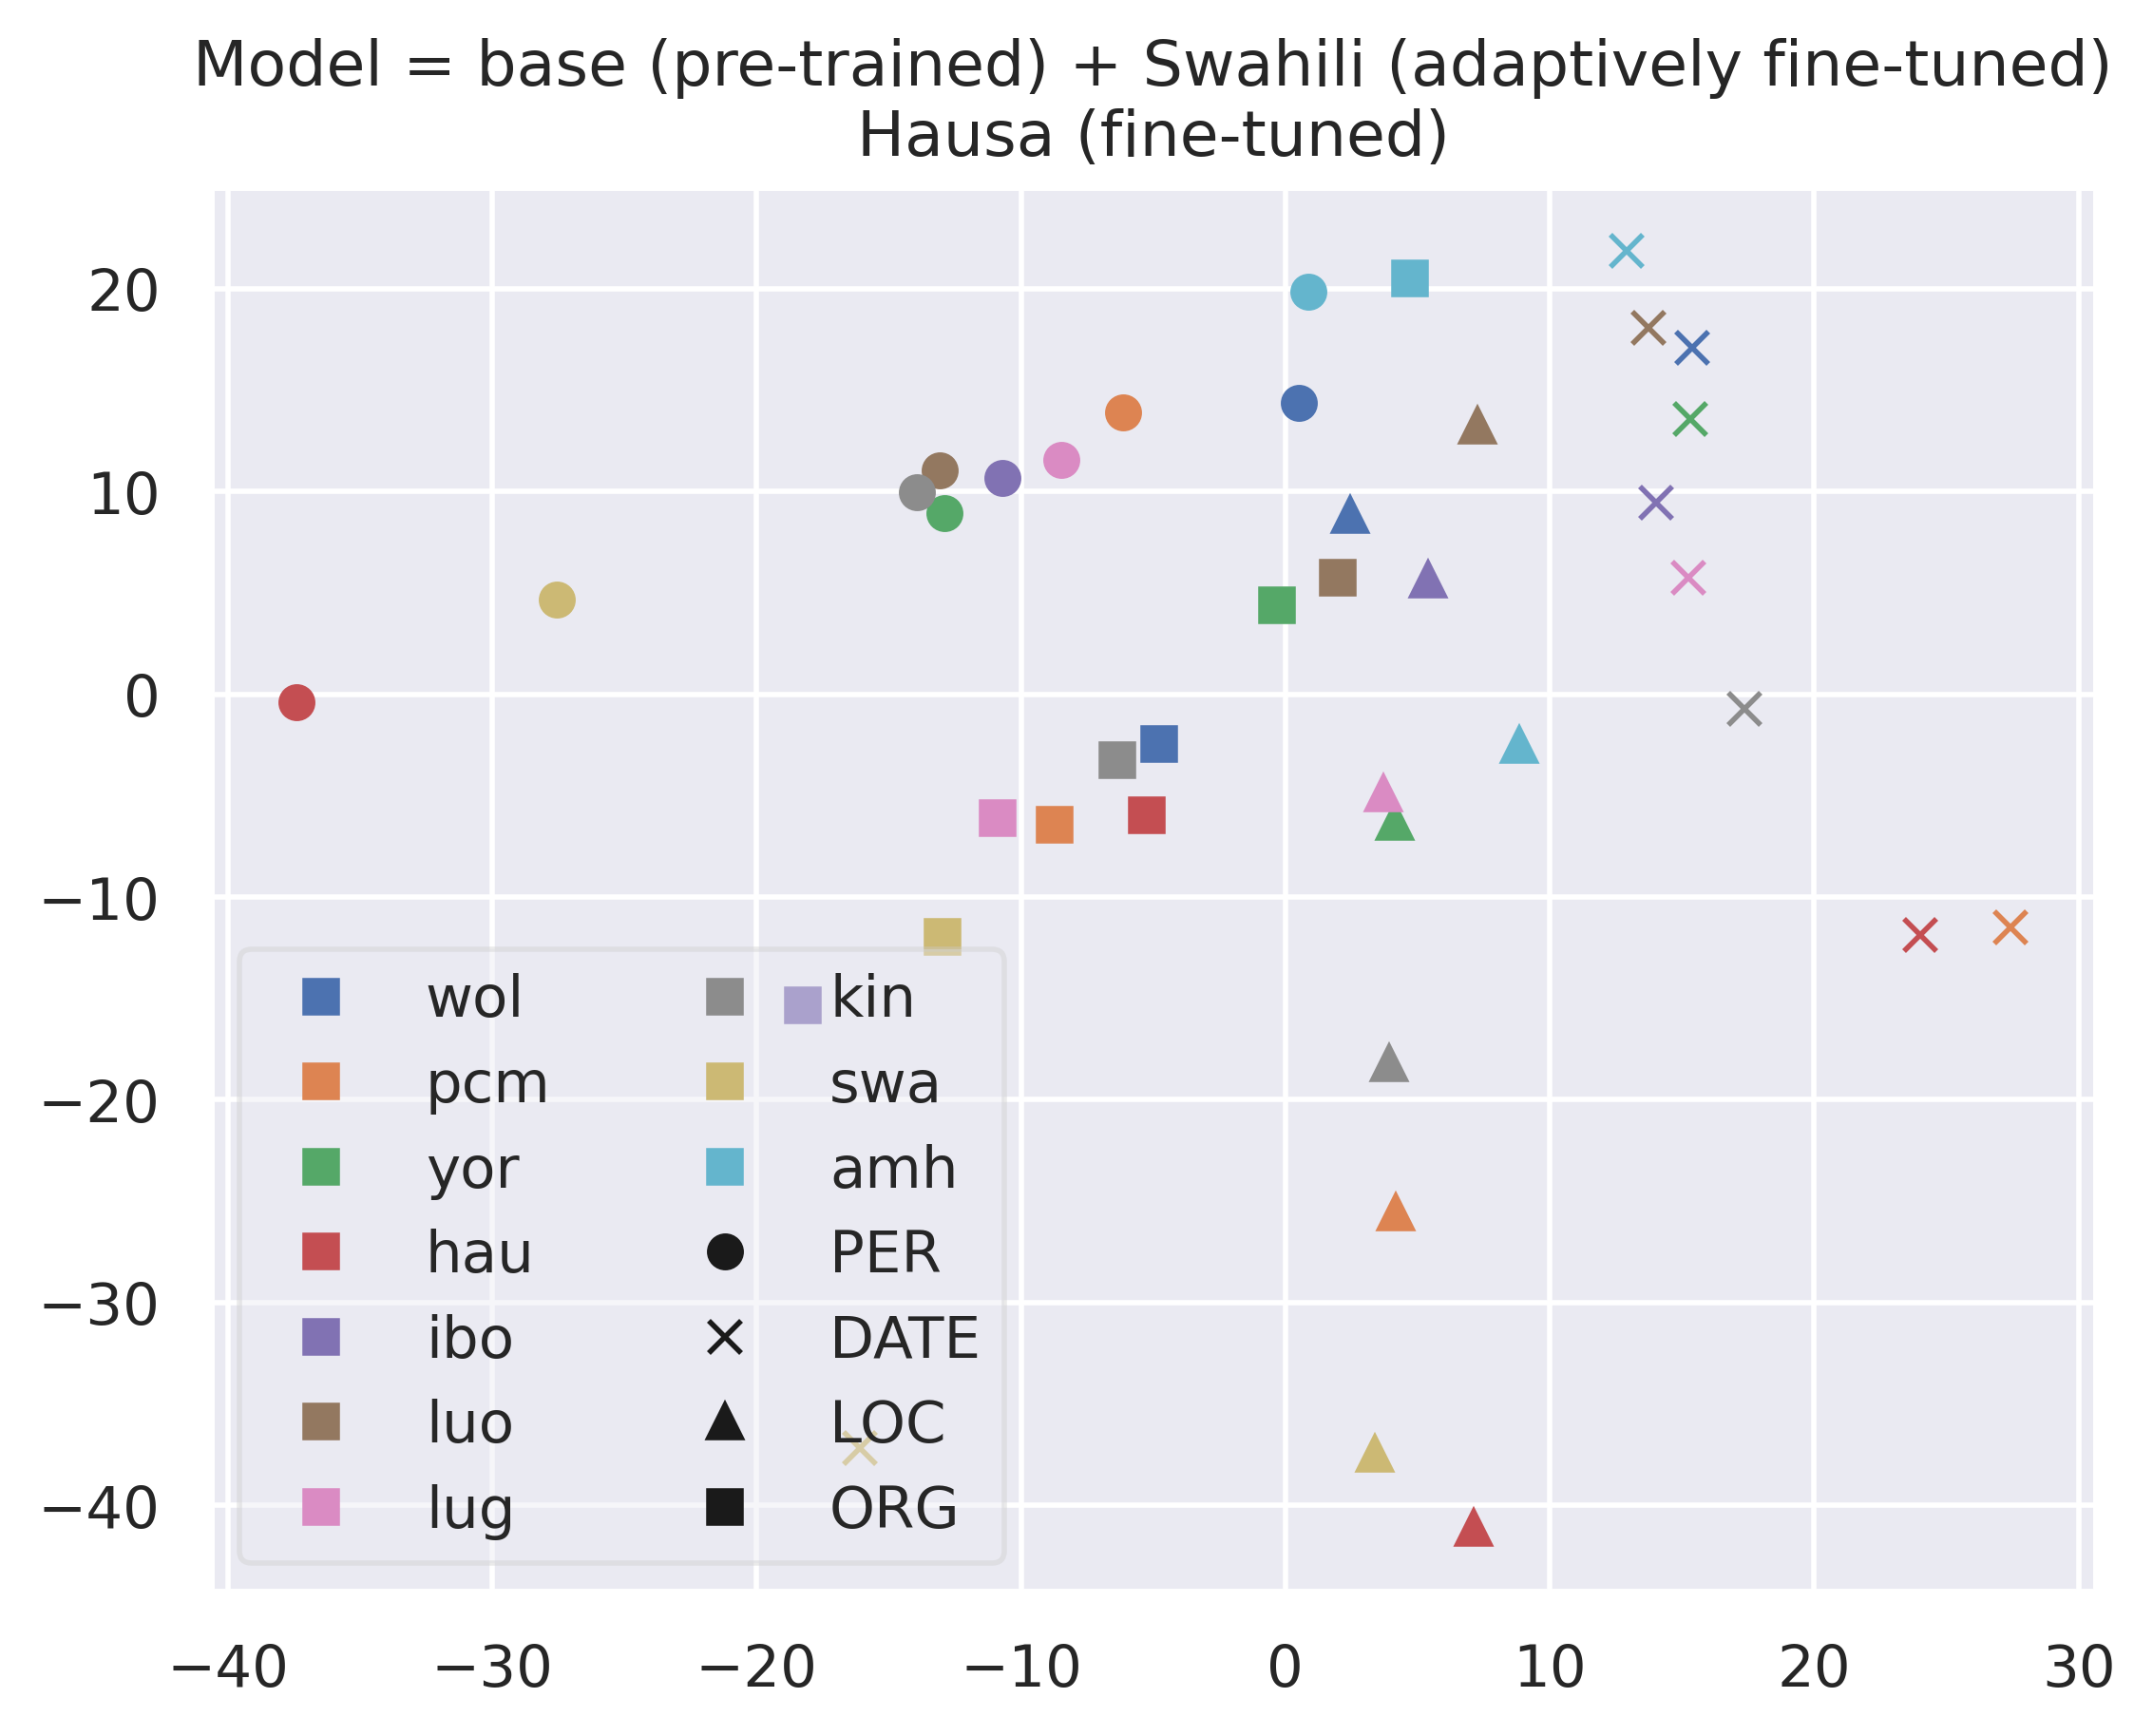 Model = base (pre-trained) + Swahili (adaptively fine-tuned)
Hausa (fine-tuned)
20
10
0
−10
−20
−30
−40
wol
pcm
yor
hau
ibo
luo
lug
kin
swa
amh
PER
DATE
LOC
ORG
−40 −30 −20 −10 0 10 20 30